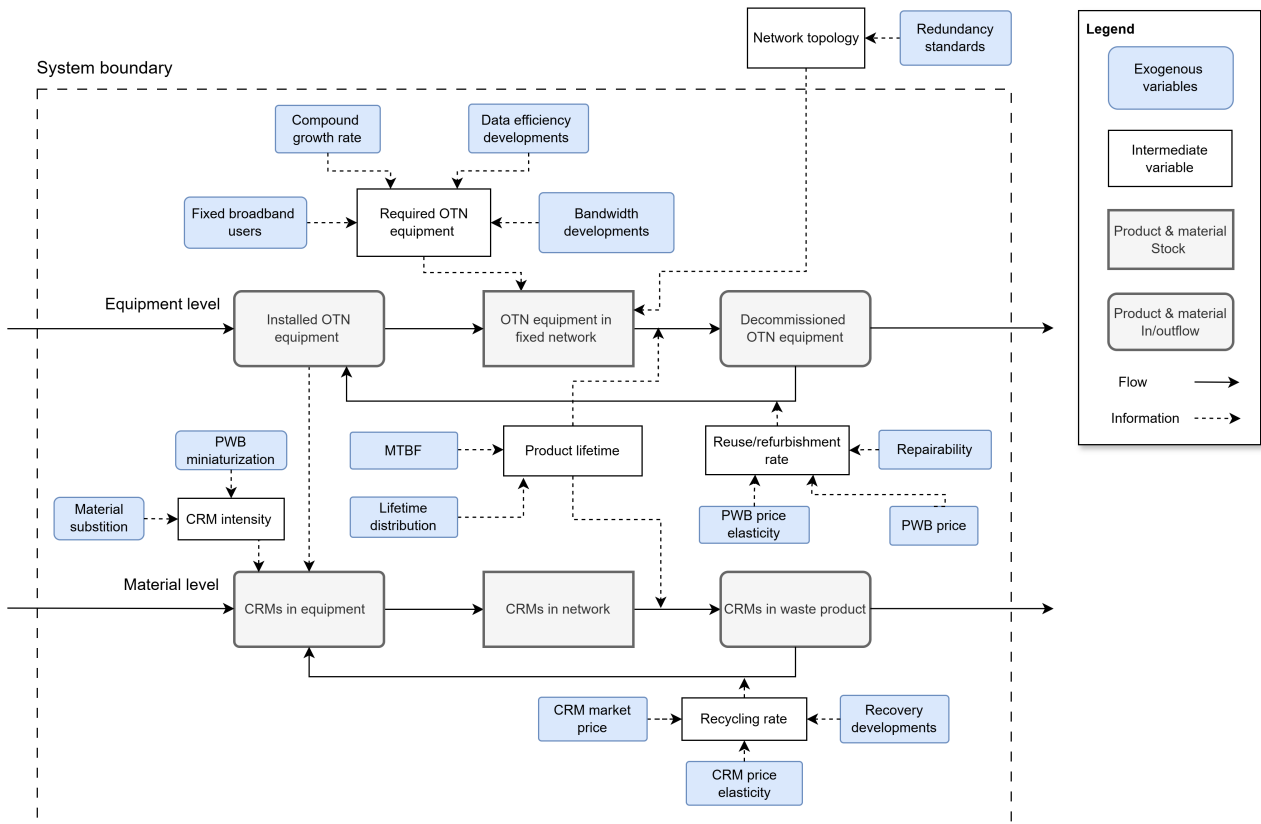 Network topology
Redundancy
standards
System boundary
Compound
growth rate
Data efficiency
developments
Fixed broadband
users
Required OTN
equipment
Bandwidth
developments
Equipment level
Installed OTN
equipment
OTN equipment in
fixed network
Decommissioned
OTN equipment
PWB
miniaturization
MTBF
Product lifetime
Reuse/refurbishment
rate
Repairability
Material
substition
CRM intensity
Lifetime
distribution
PWB price
elasticity
PWB price
Material level
CRMs in equipment
CRMs in network
CRMs in waste product
CRM market
price
Recycling rate
Recovery
developments
CRM price
elasticity
Legend
Exogenous
variables
Intermediate
variable
Product & material
Stock
Product & material
In/outflow
Flow
Information